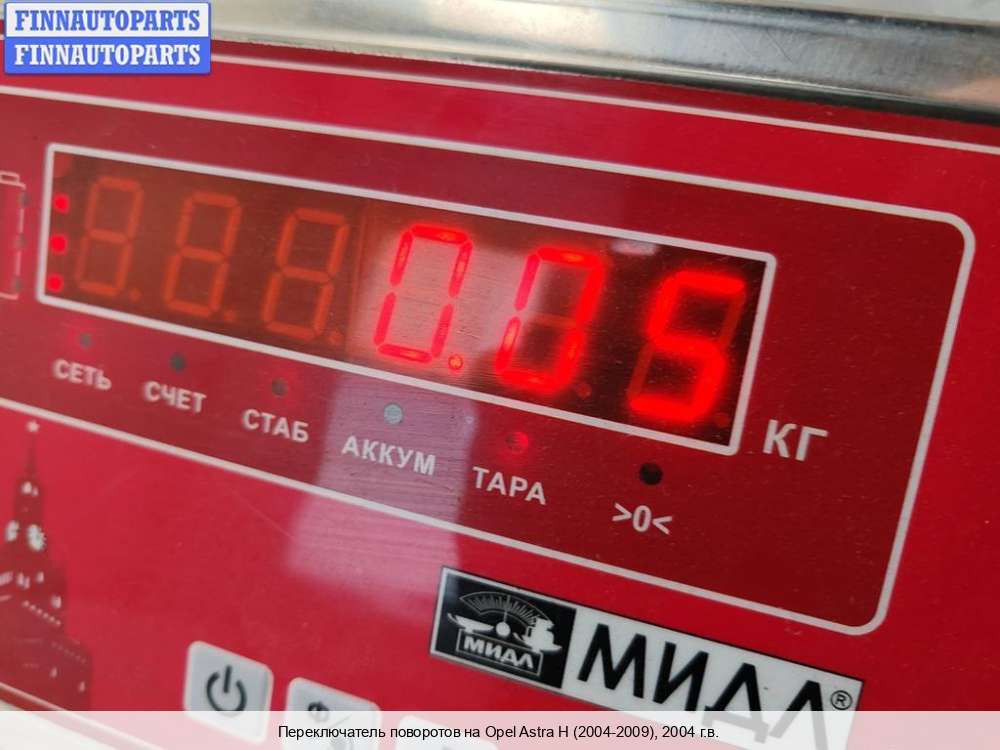 FINNAUTOPARTS
FINNAUTOPARTS
0.05
КГ
СЕТЬ СЧЕТ СТАБ АККУМ ТАРА >0<
МИДЛ
МИДЛ®
Переключатель поворотов на Opel Astra H (2004-2009), 2004 г.в.